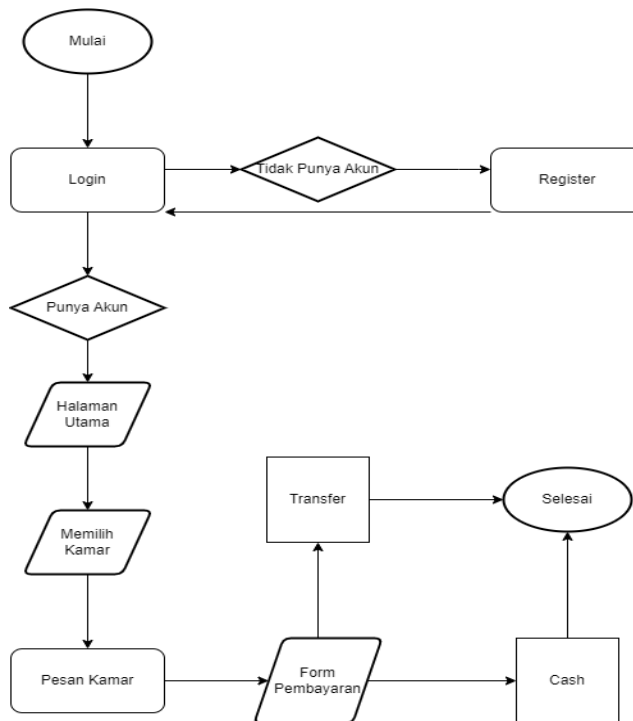 Mulai
Login
Tidak Punya Akun
Register
Punya Akun
Halaman
Utama
Memilih
Kamar
Transfer
Selesai
Pesan Kamar
Form
Pembayaran
Cash